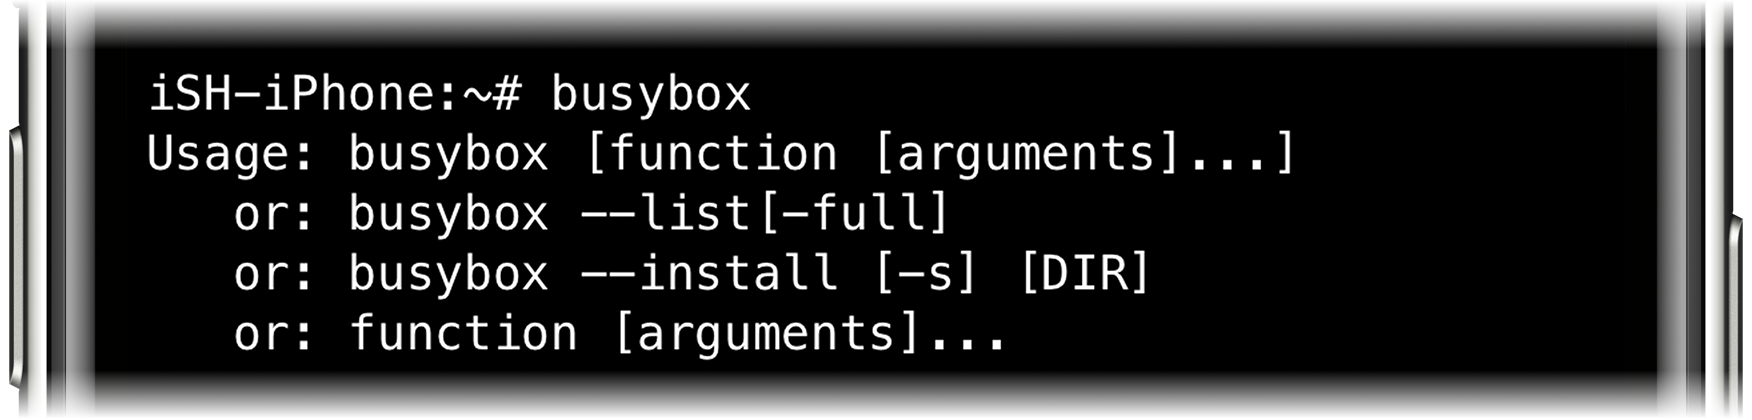 iSH-iPhone:~# busybox
Usage: busybox [function [arguments]...]
or: busybox --list[-full]
or: busybox --install [-s] [DIR]
or: function [arguments]...